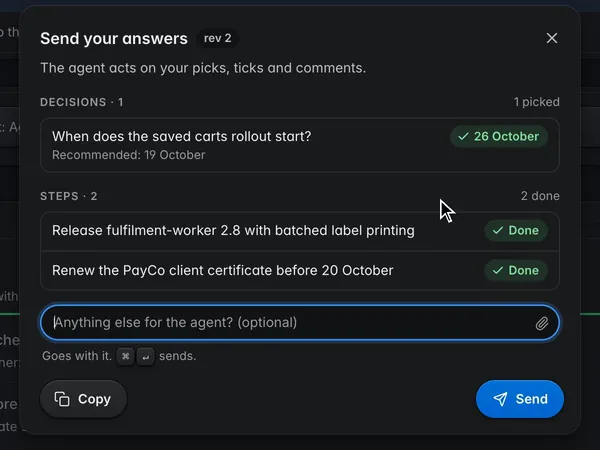 Send your answers rev 2
The agent acts on your picks, ticks and comments.
DECISIONS · 1 1 picked
When does the saved carts rollout start? 26 October
Recommended: 19 October
STEPS · 2 2 done
Release fulfilment-worker 2.8 with batched label printing Done
Renew the PayCo client certificate before 20 October Done
Anything else for the agent? (optional)
Goes with it. ⌘ ↵ sends.
Copy Send